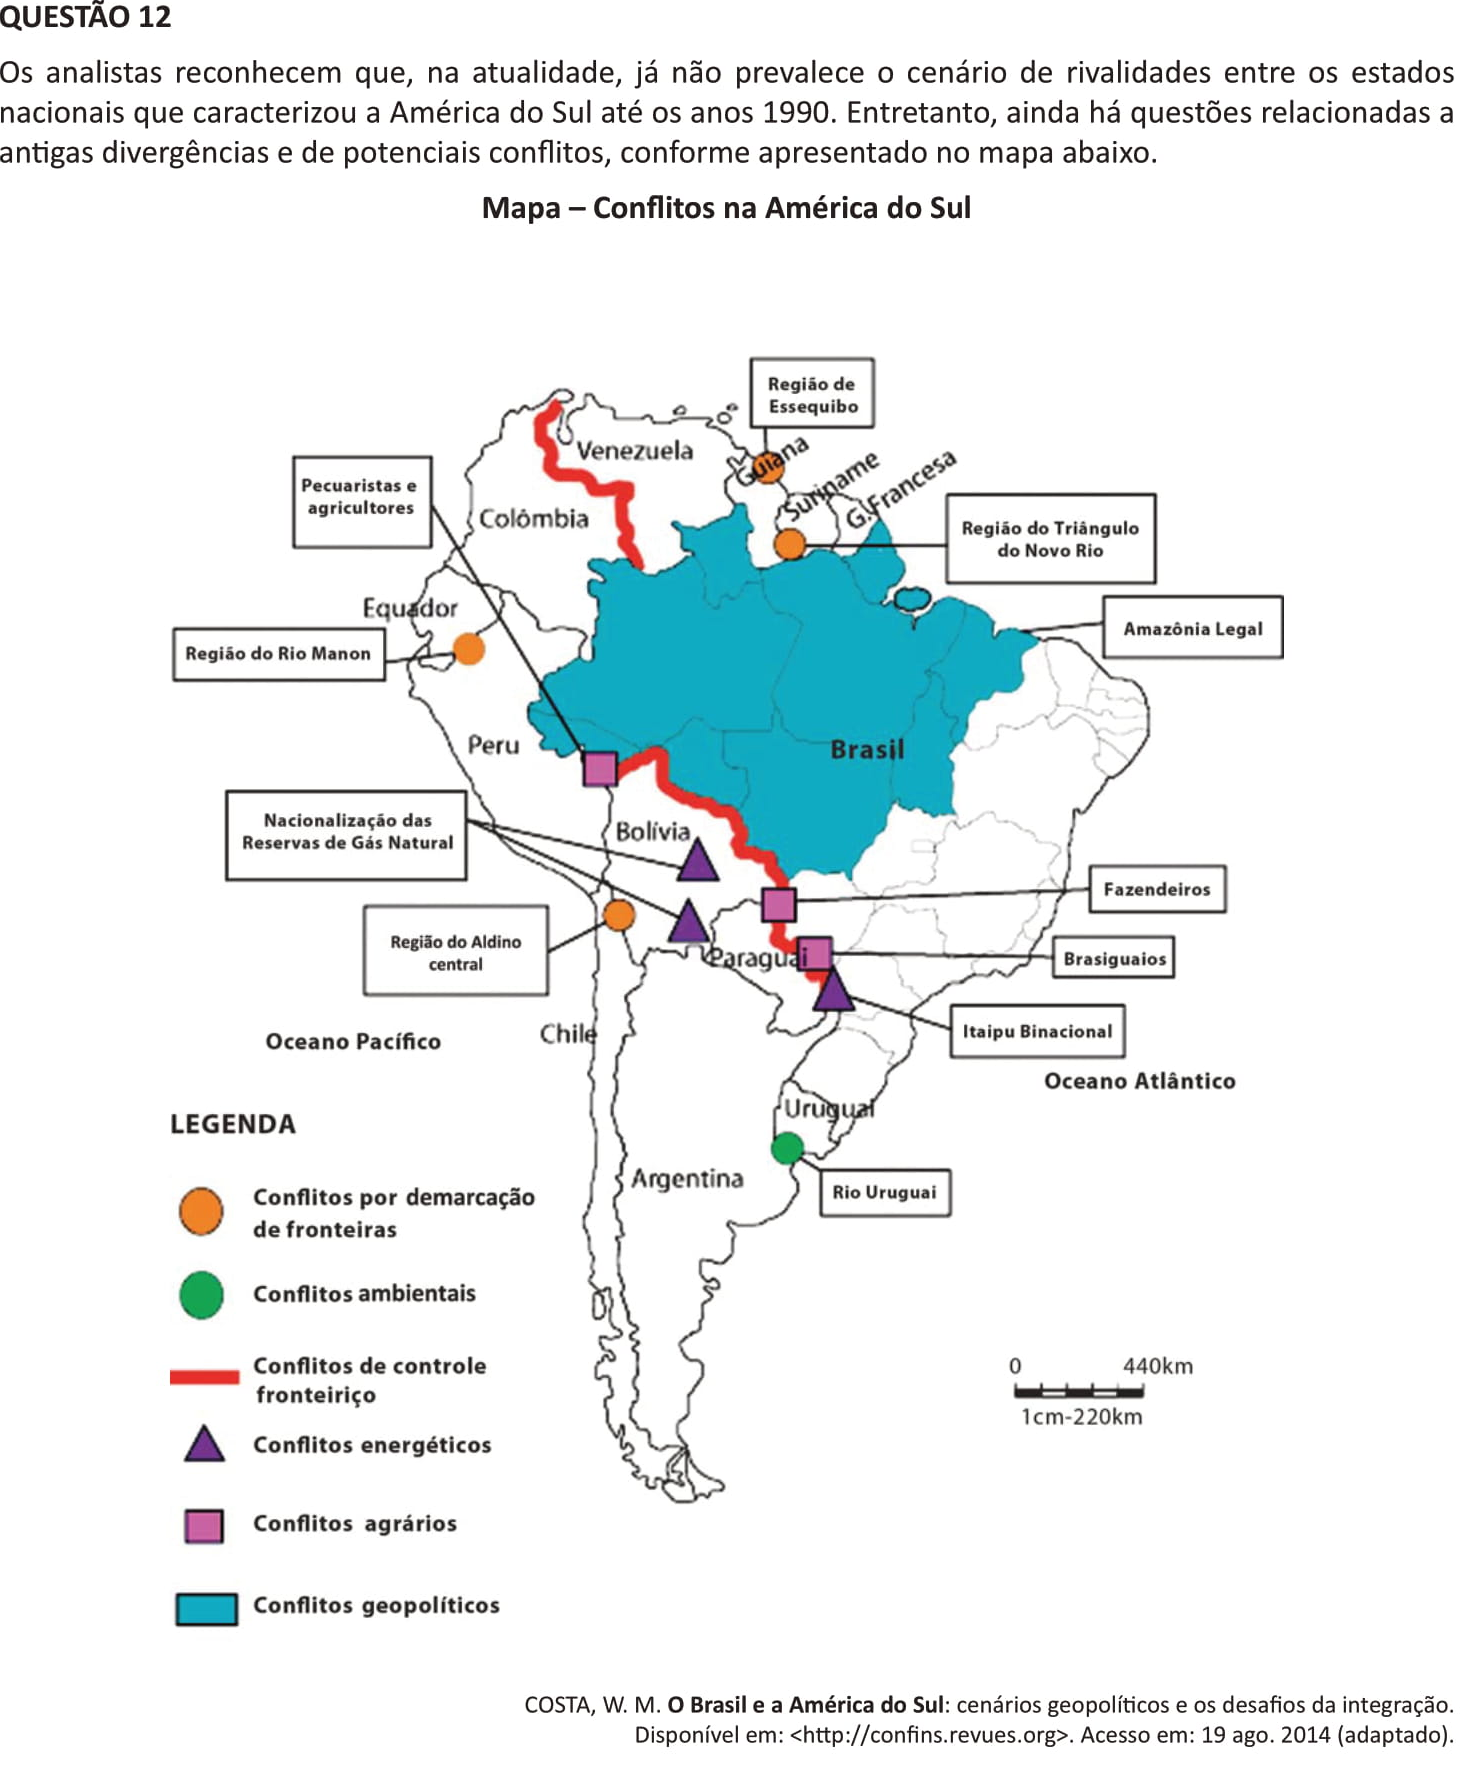 QUESTÃO 12
Os analistas reconhecem que, na atualidade, já não prevalece o cenário de rivalidades entre os estados
nacionais que caracterizou a América do Sul até os anos 1990. Entretanto, ainda há questões relacionadas a
antigas divergências e de potenciais conflitos, conforme apresentado no mapa abaixo.
Mapa – Conflitos na América do Sul
Região de
Essequibo
Venezuela
Guiana
Suriname
G.Francesa
Pecuaristas e
agricultores
Colômbia
Região do Triângulo
do Novo Rio
Equador
Amazônia Legal
Região do Rio Manon
Peru
Brasil
Nacionalização das
Reservas de Gás Natural
Bolívia
Fazendeiros
Região do Aldino
central
Paraguai
Brasiguaios
Itaipu Binacional
Chile
Oceano Pacífico
Oceano Atlântico
Uruguai
LEGENDA
Argentina
Rio Uruguai
Conflitos por demarcação
de fronteiras
Conflitos ambientais
Conflitos de controle
fronteiriço
0 440km
1cm-220km
Conflitos energéticos
Conflitos agrários
Conflitos geopolíticos
COSTA, W. M. O Brasil e a América do Sul: cenários geopolíticos e os desafios da integração.
Disponível em: <http://confins.revues.org>. Acesso em: 19 ago. 2014 (adaptado).